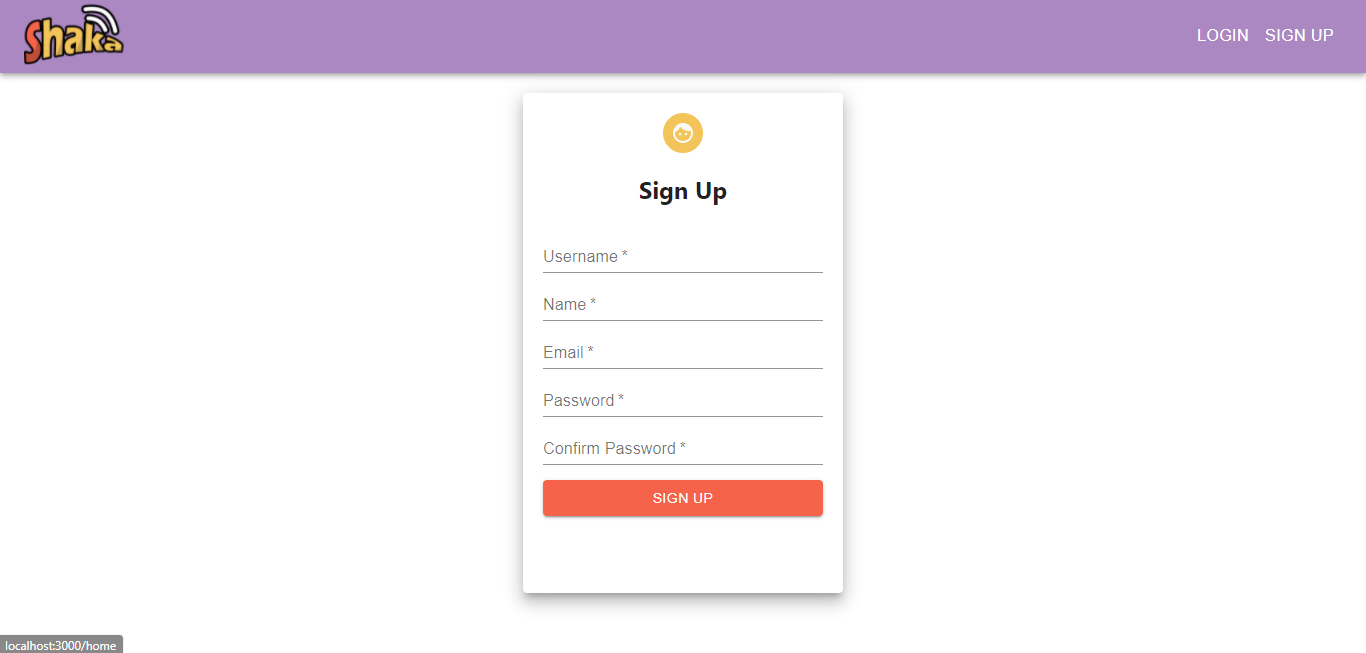 Shaka
LOGIN SIGN UP
Sign Up
Username *
Name *
Email *
Password *
Confirm Password *
SIGN UP
localhost:3000/home